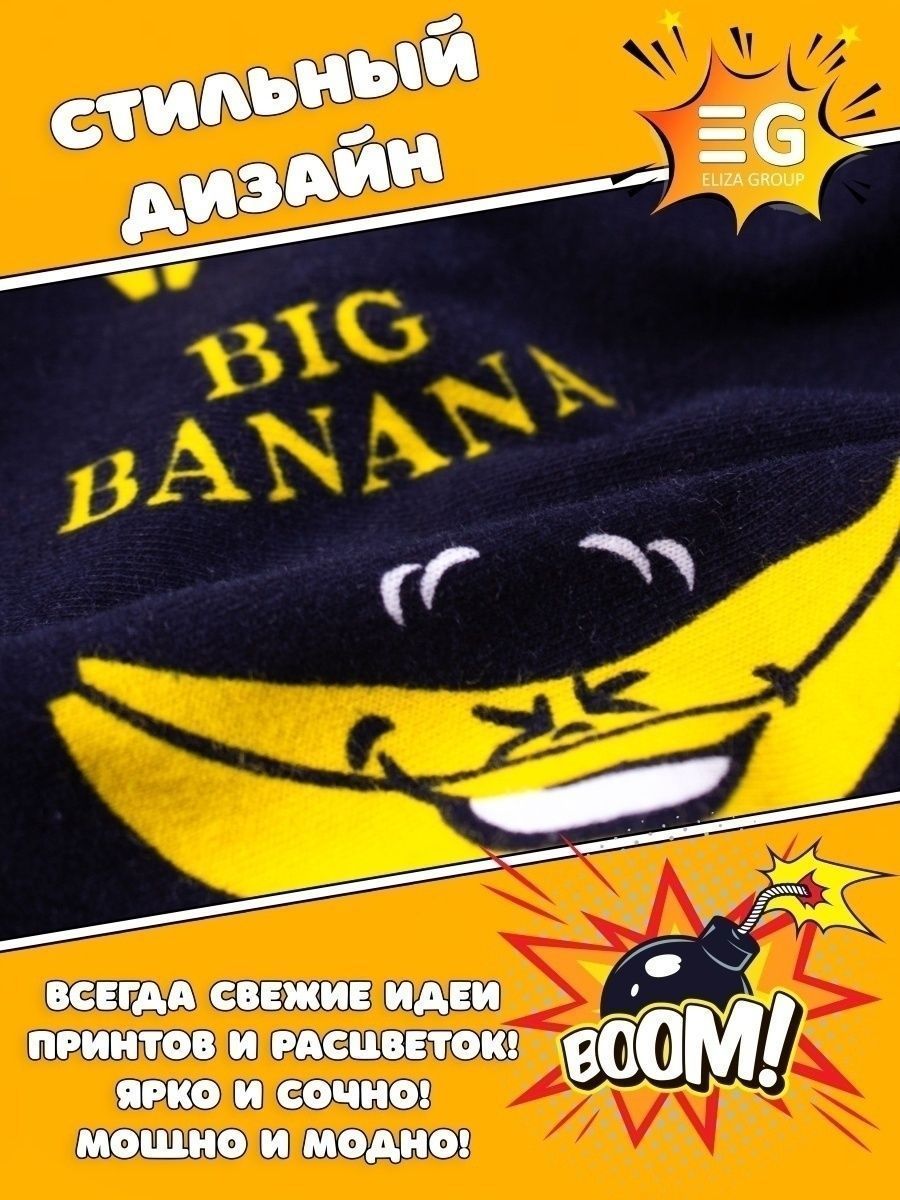 СТИЛЬНЫЙ
ДИЗАЙН
EG
ELIZA GROUP
BIG
BANANA
ВСЕГДА СВЕЖИЕ ИДЕИ
ПРИНТОВ И РАСЦВЕТОК!
ЯРКО И СОЧНО!
МОЩНО И МОДНО!
BOOM!